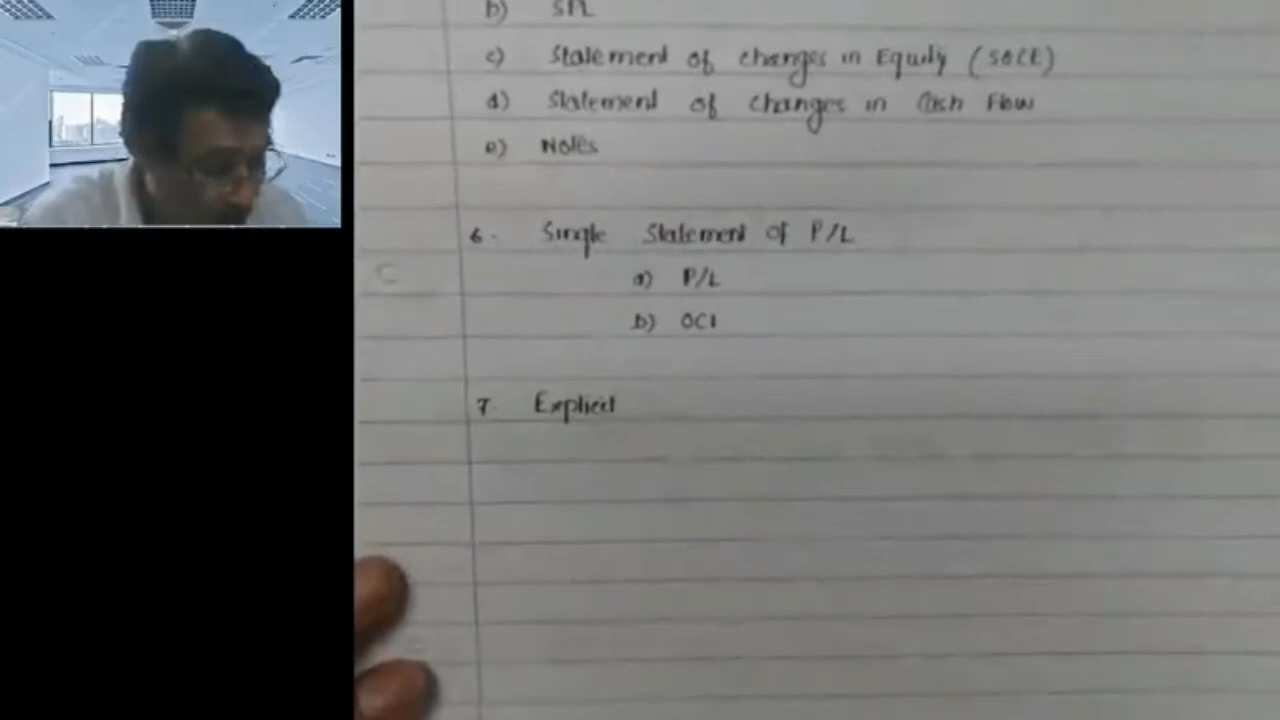 b) SPL
c) Statement of changes in Equity (SOCE)
d) Statement of changes in Cash Flow
e) Notes
6. Single Statement of P/L
a) P/L
b) OCI
7. Explicit